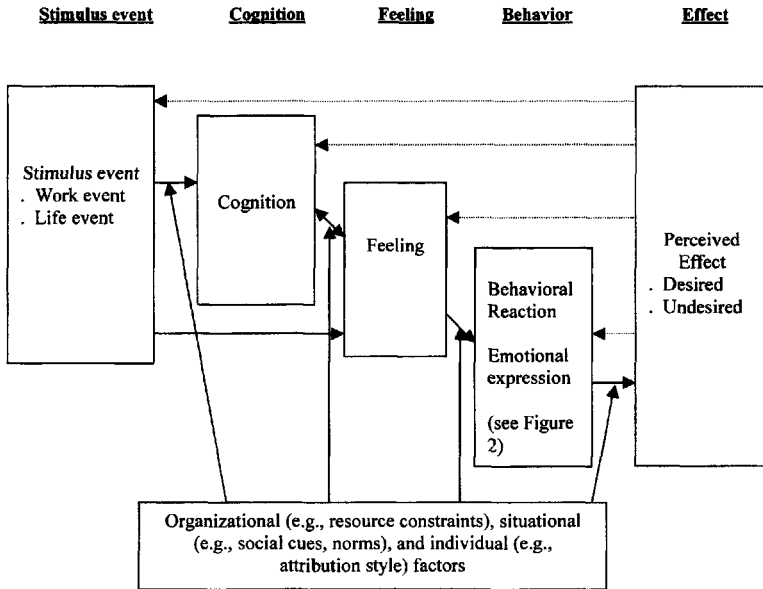 Stimulus event Cognition Feeling Behavior Effect
Stimulus event
. Work event
. Life event
Cognition
Feeling
Behavioral
Reaction
Emotional
expression
(see Figure
2)
Perceived
Effect
. Desired
. Undesired
Organizational (e.g., resource constraints), situational
(e.g., social cues, norms), and individual (e.g.,
attribution style) factors